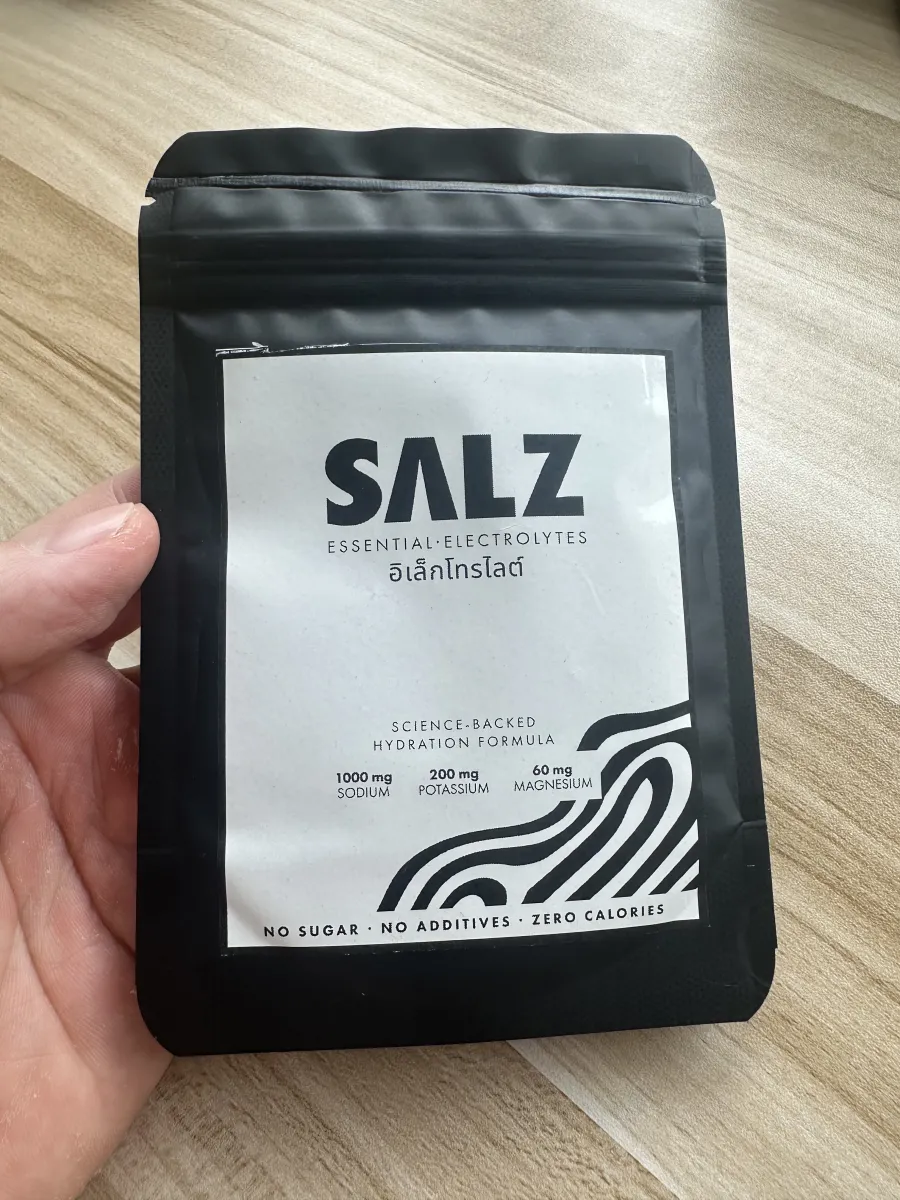 SALZ
ESSENTIAL·ELECTROLYTES
อิเล็กโทรไลต์
SCIENCE-BACKED
HYDRATION FORMULA
1000 mg 200 mg 60 mg
SODIUM POTASSIUM MAGNESIUM
NO SUGAR · NO ADDITIVES · ZERO CALORIES